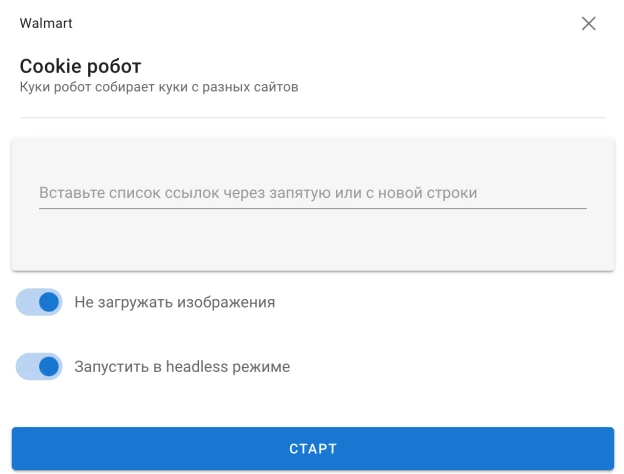 Walmart
Cookie робот
Куки робот собирает куки с разных сайтов
Вставьте список ссылок через запятую или с новой строки
Не загружать изображения
Запустить в headless режиме
СТАРТ